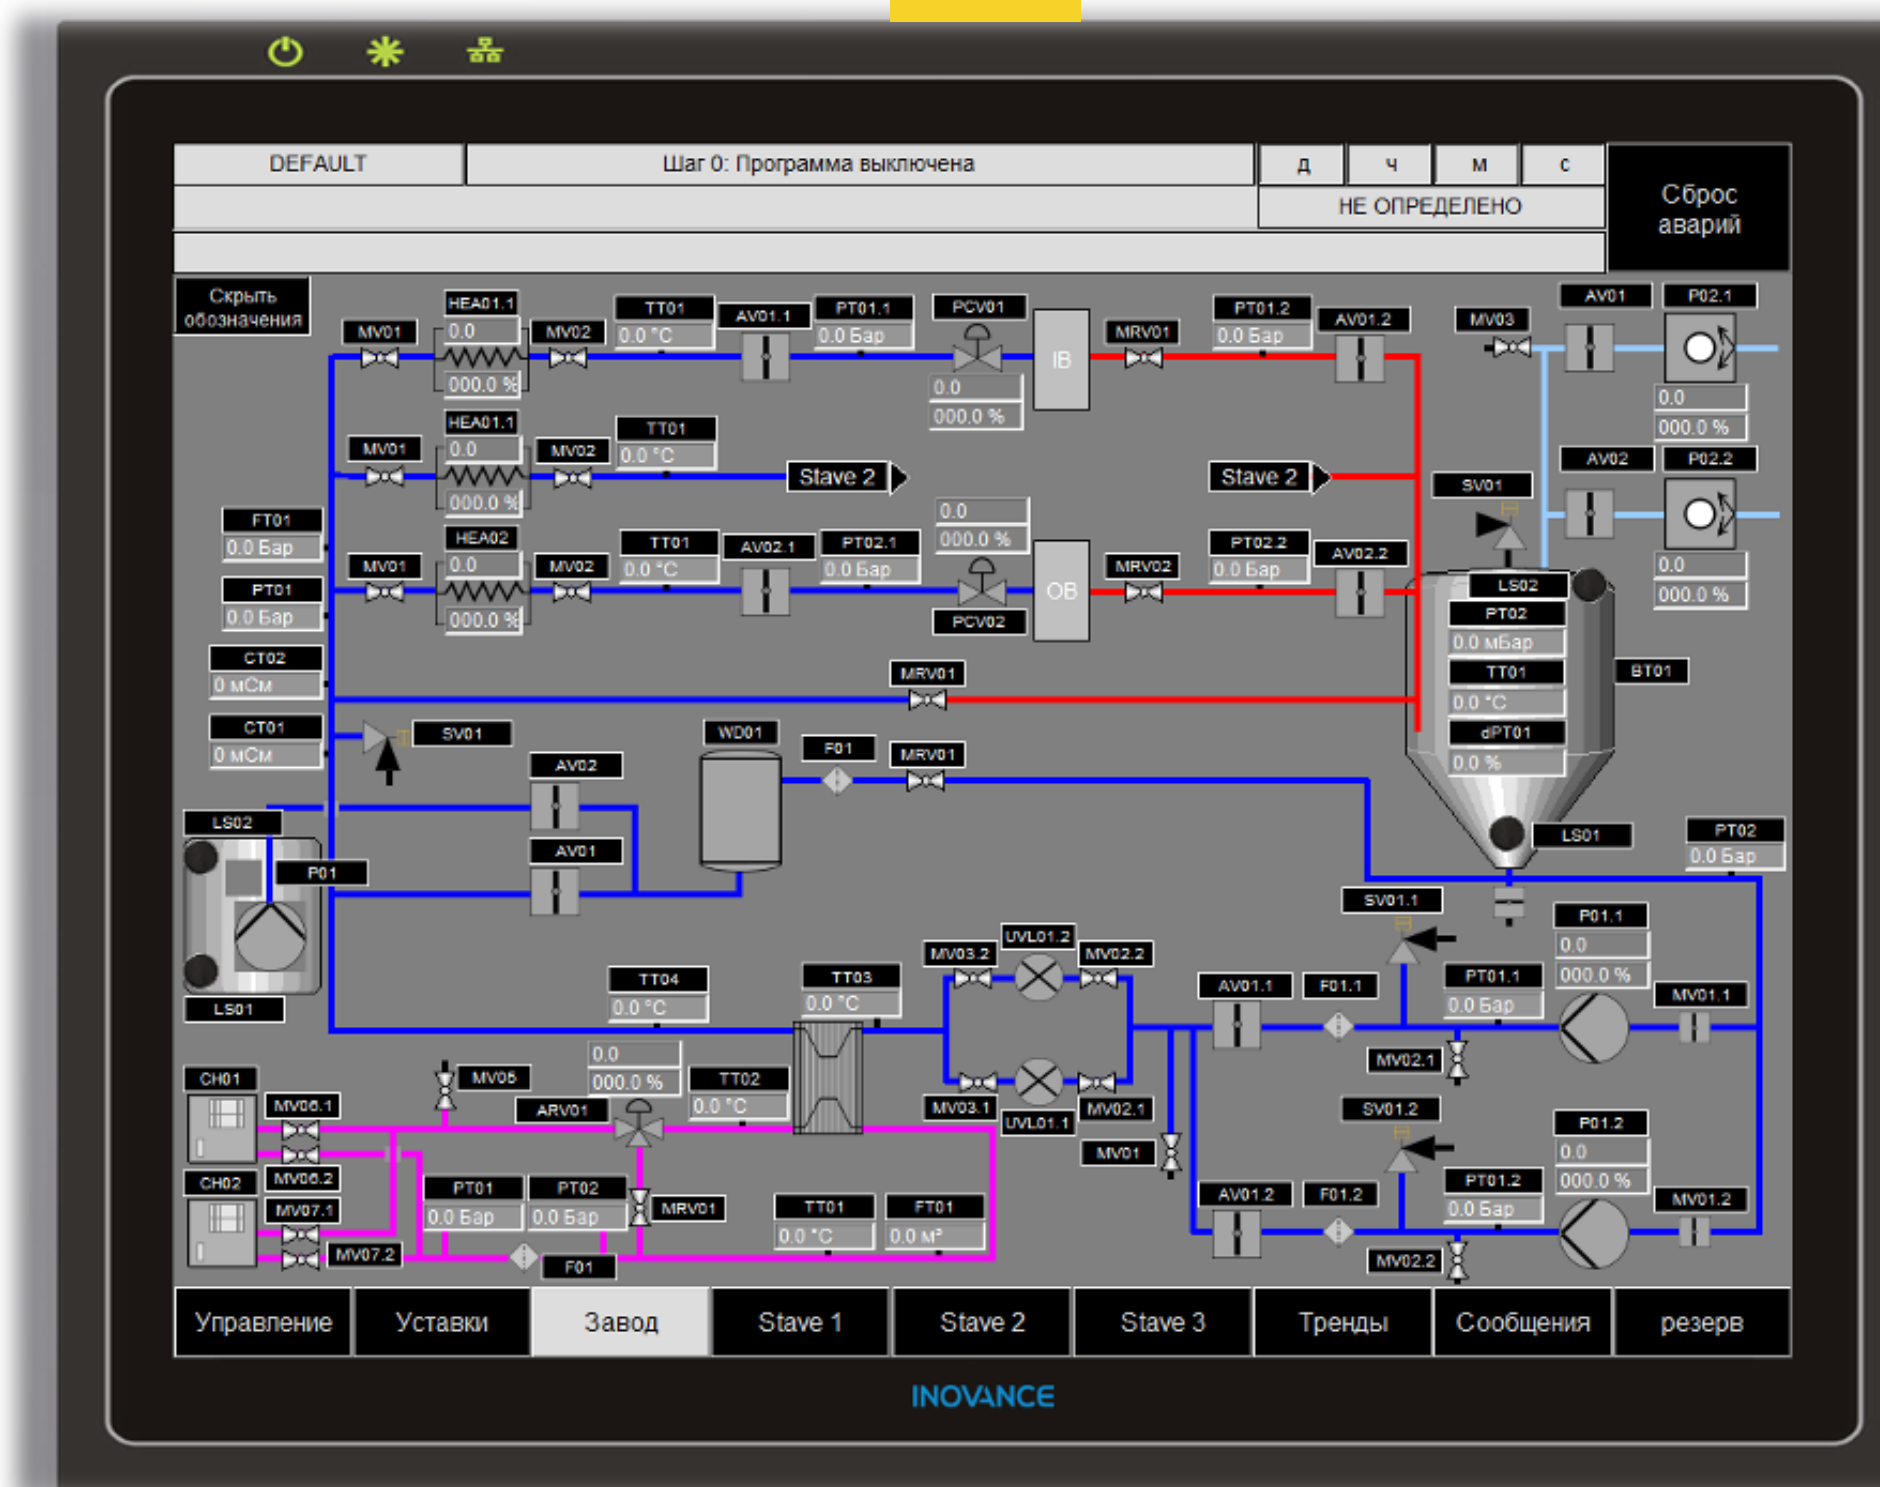 DEFAULT
Шаг 0: Программа выключена
д
ч
м
с
НЕ ОПРЕДЕЛЕНО
Сброс
аварий
Скрыть
обозначения
MV01
HEA01.1
0.0
000.0 %
MV02
TT01
0.0 °C
AV01.1
PT01.1
0.0 Бар
PCV01
0.0
000.0 %
IB
MRV01
PT01.2
0.0 Бар
AV01.2
MV03
AV01
P02.1
0.0
000.0 %
MV01
HEA01.1
0.0
000.0 %
MV02
TT01
0.0 °C
Stave 2
Stave 2
SV01
AV02
P02.2
0.0
000.0 %
FT01
0.0 Бар
PT01
0.0 Бар
CT02
0 мСм
CT01
0 мСм
MV01
HEA02
0.0
000.0 %
MV02
TT01
0.0 °C
AV02.1
PT02.1
0.0 Бар
0.0
000.0 %
PCV02
OB
MRV02
PT02.2
0.0 Бар
AV02.2
LS02
PT02
0.0 мБар
TT01
0.0 °C
dPT01
0.0 %
BT01
MRV01
SV01
WD01
F01
MRV01
AV02
AV01
LS02
P01
LS01
LS01
PT02
0.0 Бар
SV01.1
P01.1
0.0
000.0 %
UVL01.2
MV03.2
MV02.2
TT04
0.0 °C
TT03
0.0 °C
AV01.1
F01.1
PT01.1
0.0 Бар
MV01.1
MV02.1
CH01
MV06.1
MV05
0.0
000.0 %
ARV01
TT02
0.0 °C
MV03.1
UVL01.1
MV02.1
MV01
SV01.2
P01.2
0.0
000.0 %
MV06.2
CH02
MV07.1
MV07.2
PT01
0.0 Бар
PT02
0.0 Бар
MRV01
F01
TT01
0.0 °C
FT01
0.0 м³
AV01.2
F01.2
PT01.2
0.0 Бар
MV01.2
MV02.2
Управление
Уставки
Завод
Stave 1
Stave 2
Stave 3
Тренды
Сообщения
резерв
INOVANCE